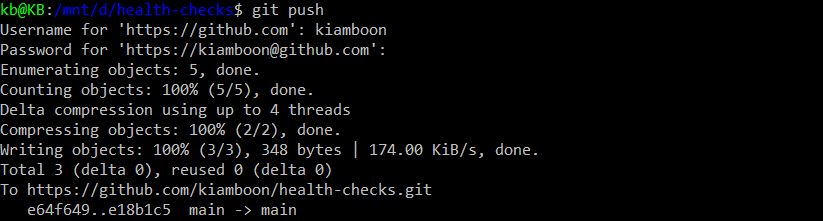 kb@KB:/mnt/d/health-checks$ git push
Username for 'https://github.com': kiamboon
Password for 'https://kiamboon@github.com':
Enumerating objects: 5, done.
Counting objects: 100% (5/5), done.
Delta compression using up to 4 threads
Compressing objects: 100% (2/2), done.
Writing objects: 100% (3/3), 348 bytes | 174.00 KiB/s, done.
Total 3 (delta 0), reused 0 (delta 0)
To https://github.com/kiamboon/health-checks.git
   e64f649..e18b1c5  main -> main